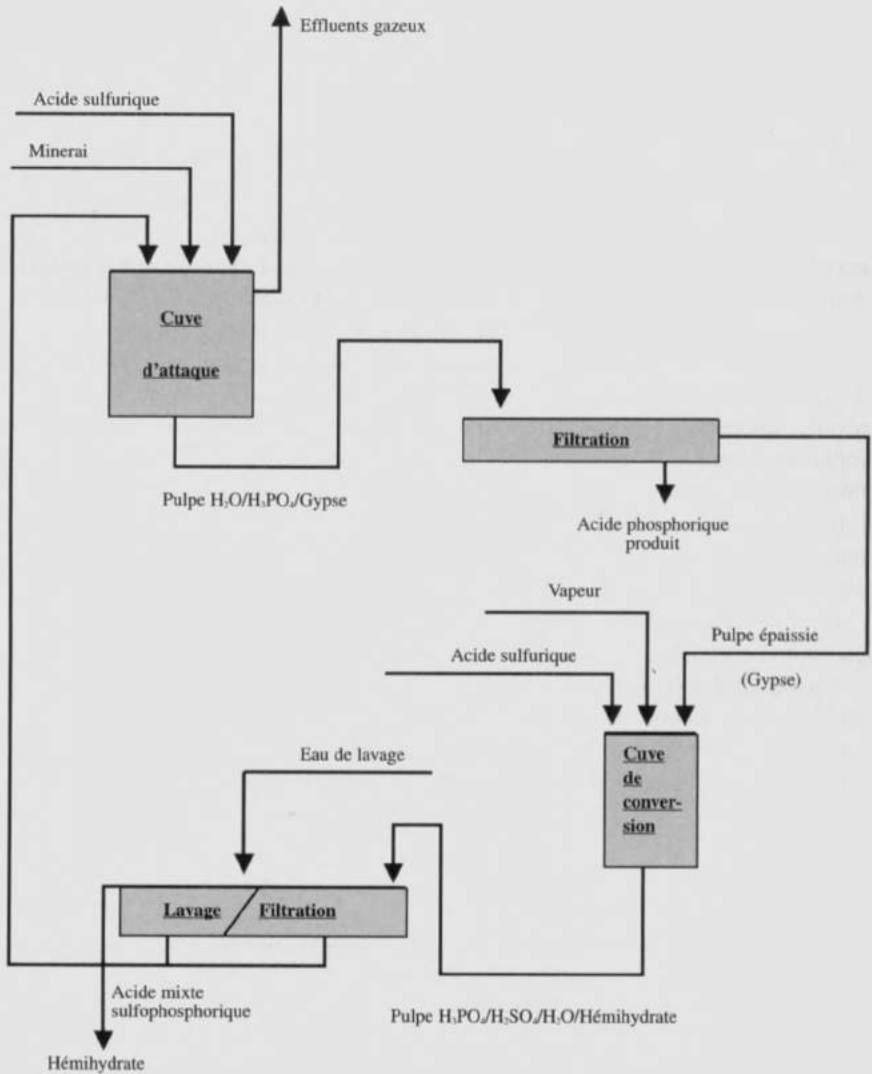 Effluents gazeux
Acide sulfurique
Minerai
Cuve
d'attaque
Filtration
Pulpe H₂O/H₃PO₄/Gypse
Acide phosphorique
produit
Vapeur
Acide sulfurique
Pulpe épaissie
(Gypse)
Eau de lavage
Cuve
de
conver-
sion
Lavage
Filtration
Acide mixte
sulfophosphorique
Pulpe H₃PO₄/H₂SO₄/H₂O/Hémihydrate
Hémihydrate